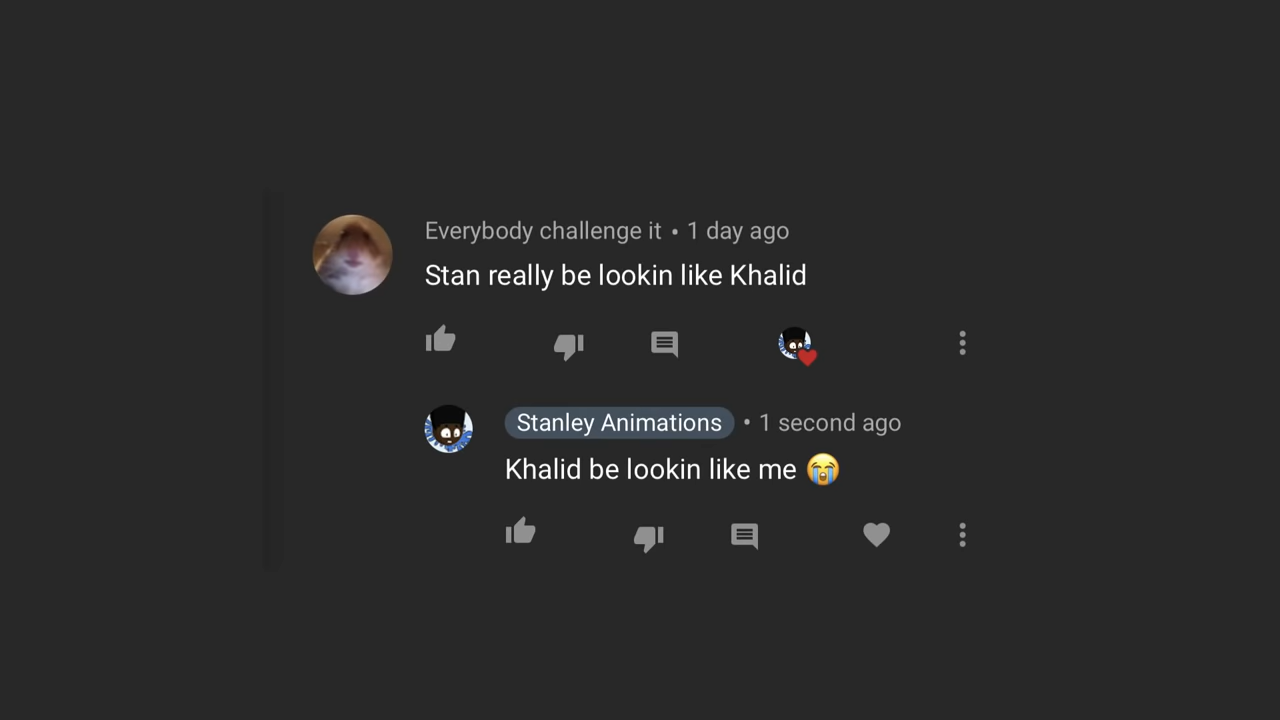 Everybody challenge it • 1 day ago
Stan really be lookin like Khalid
Stanley Animations • 1 second ago
Khalid be lookin like me 😭